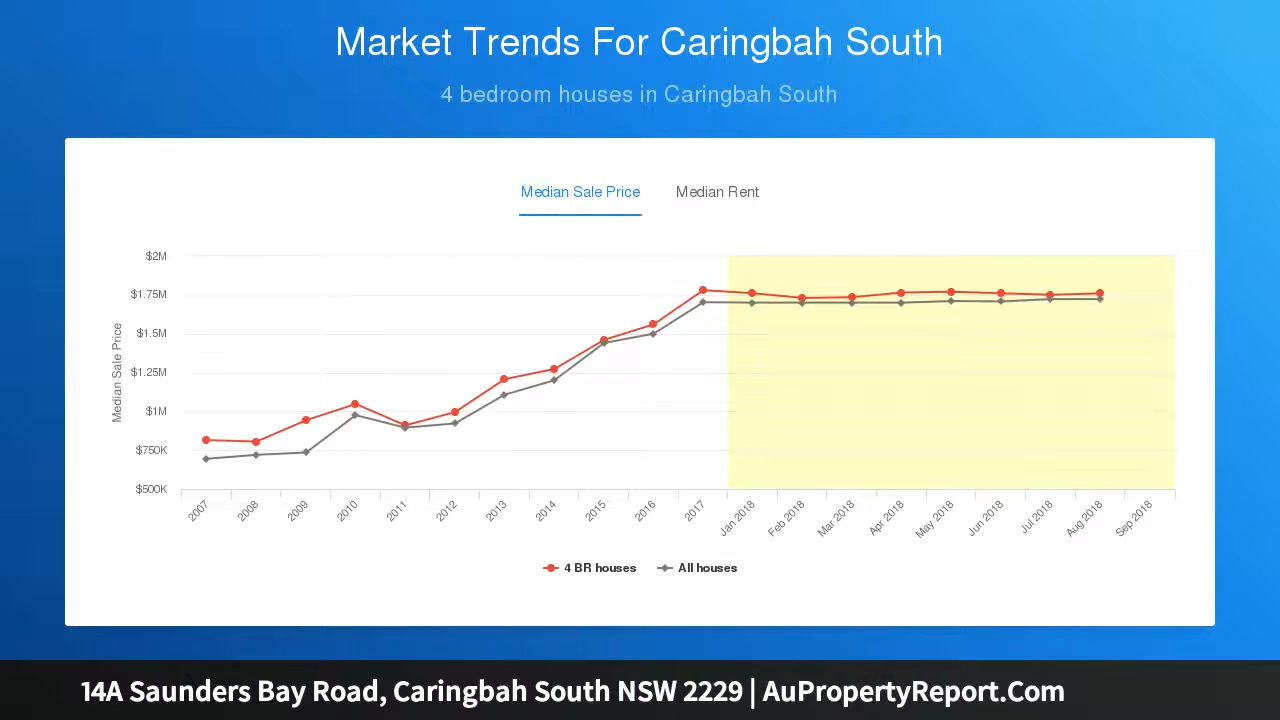 Market Trends For Caringbah South
4 bedroom houses in Caringbah South
Median Sale Price
Median Rent
Median Sale Price
$2M
$1.75M
$1.5M
$1.25M
$1M
$750K
$500K
2007
2008
2009
2010
2011
2012
2013
2014
2015
2016
2017
Jan 2018
Feb 2018
Mar 2018
Apr 2018
May 2018
Jun 2018
Jul 2018
Aug 2018
Sep 2018
4 BR houses
All houses
14A Saunders Bay Road, Caringbah South NSW 2229 | AuPropertyReport.Com